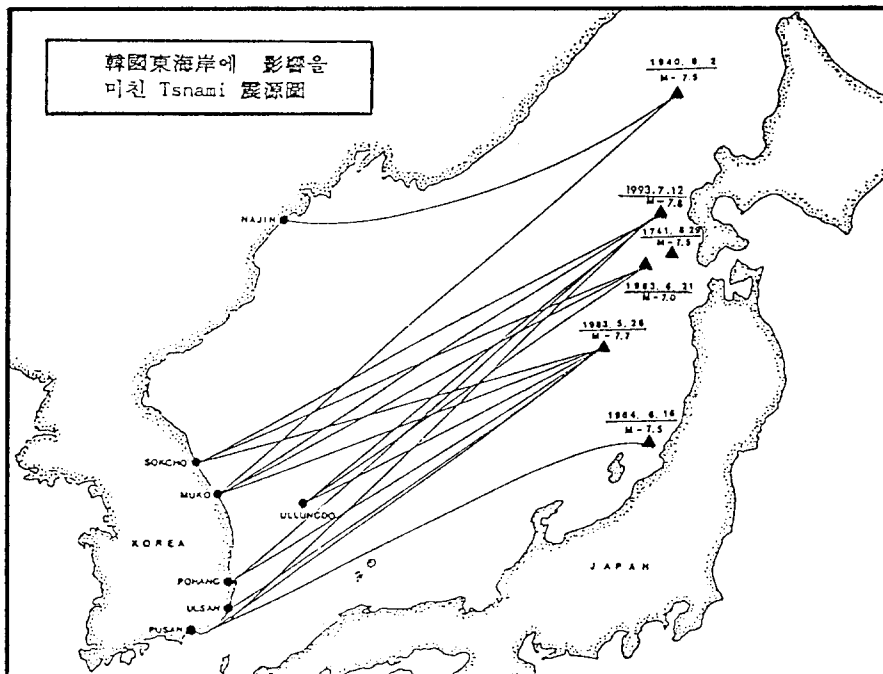 韓國東海岸에 影響을
미친 Tsnami 震源圖
1940. 8. 2
M-7.5
1993.7.12
M-7.8
1741. 8.29
M-7.5
1983. 6. 21
M-7.0
1983. 5. 26
M-7.7
1964. 6. 16
M-7.5
NAJIN
SOKCHO
MUKO
ULLUNGDO
KOREA
POHANG
ULSAN
PUSAN
JAPAN